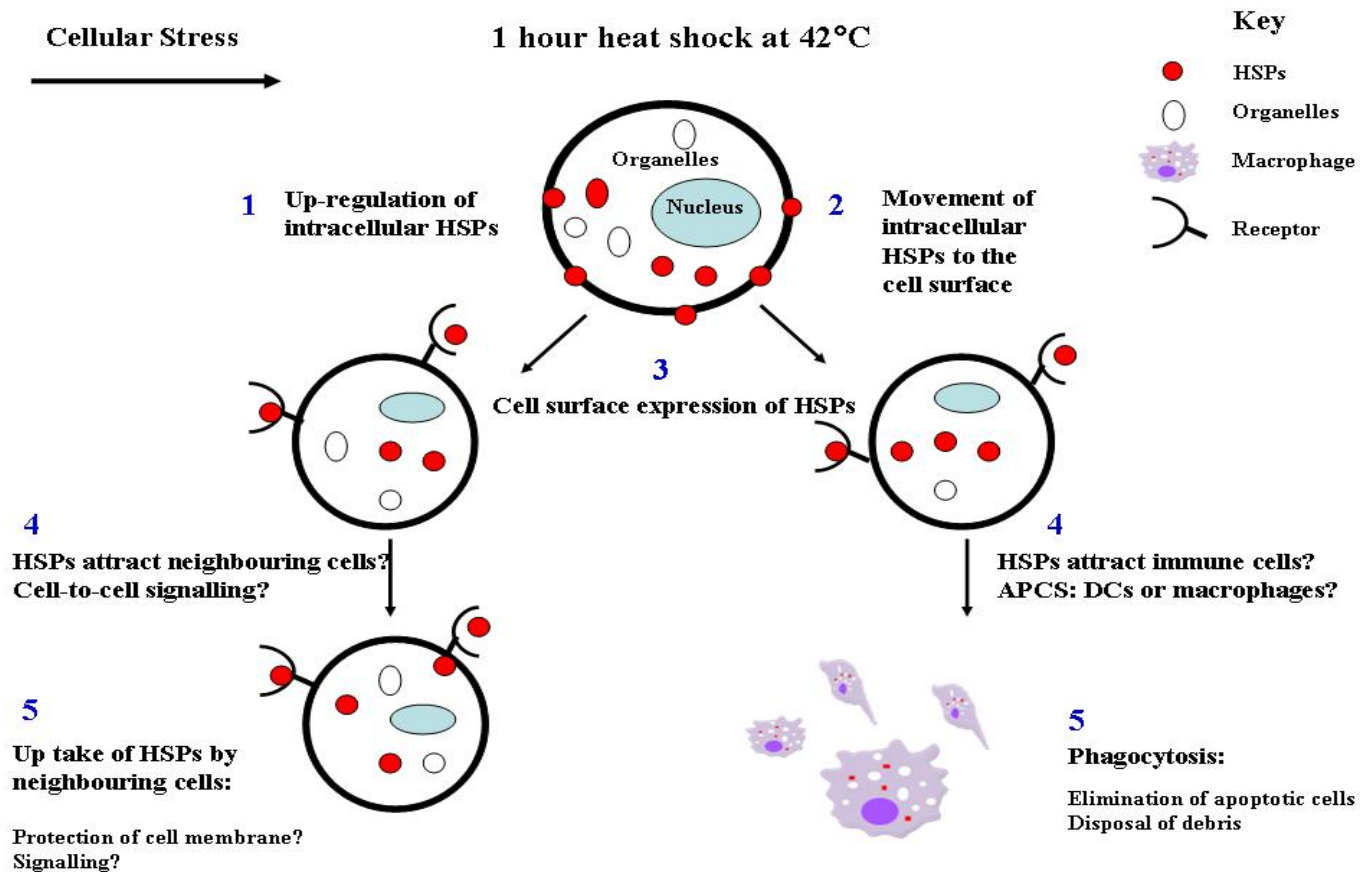 Cellular Stress
1 hour heat shock at 42°C
Key
HSPs
Organelles
Macrophage
Receptor
Organelles
Nucleus
1
Up-regulation of
intracellular HSPs
2
Movement of
intracellular
HSPs to the
cell surface
3
Cell surface expression of HSPs
4
HSPs attract neighbouring cells?
Cell-to-cell signalling?
4
HSPs attract immune cells?
APCS: DCs or macrophages?
5
Up take of HSPs by
neighbouring cells:
Protection of cell membrane?
Signalling?
5
Phagocytosis:
Elimination of apoptotic cells
Disposal of debris